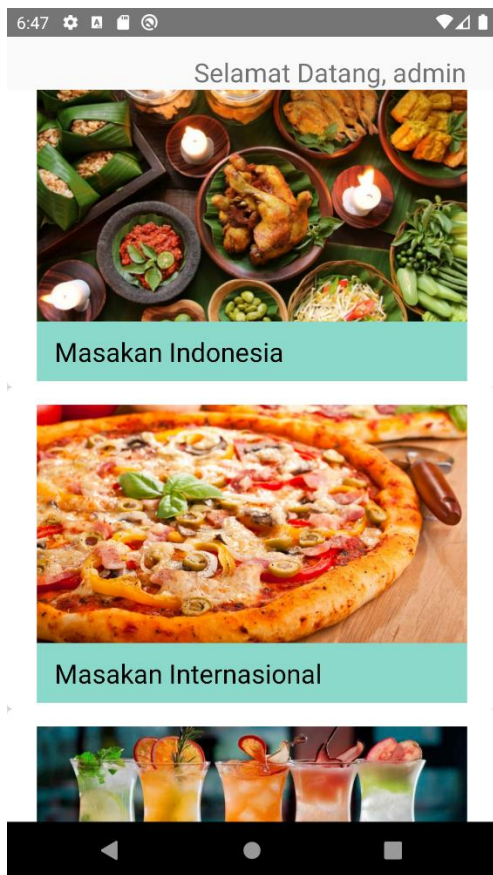 6:47
Selamat Datang, admin
Masakan Indonesia
Masakan Internasional